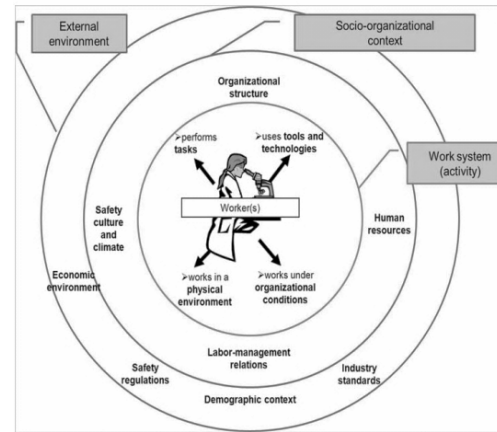 External
environment
Socio-organizational
context
Organizational
structure
➢performs
tasks
➢uses tools and
technologies
Work system
(activity)
Worker(s)
Safety
culture
and
climate
Human
resources
Economic
environment
➢works in a
physical
environment
➢works under
organizational
conditions
Labor-management
relations
Safety
regulations
Industry
standards
Demographic context